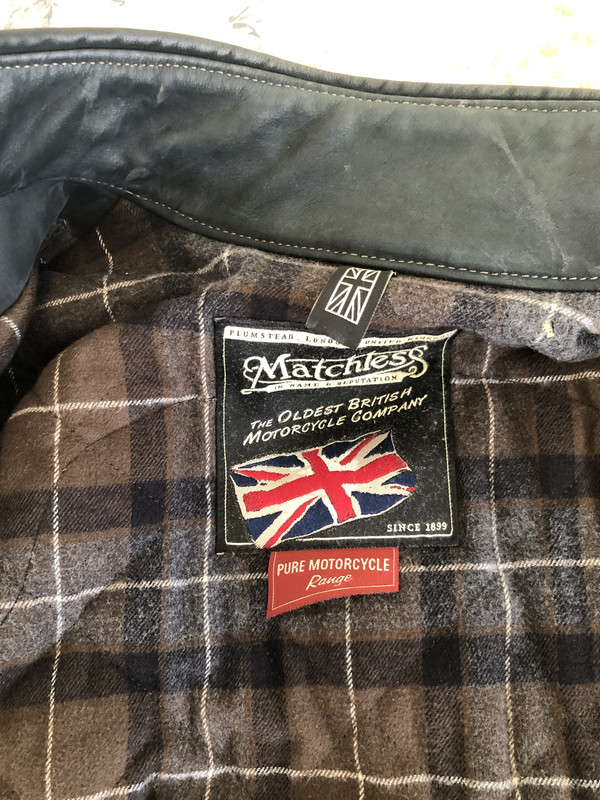 PLUMSTEAD, LONDON, UNITED KINGDOM
Matchless
IN NAME & REPUTATION
THE OLDEST BRITISH
MOTORCYCLE COMPANY
SINCE 1899
PURE MOTORCYCLE
Range